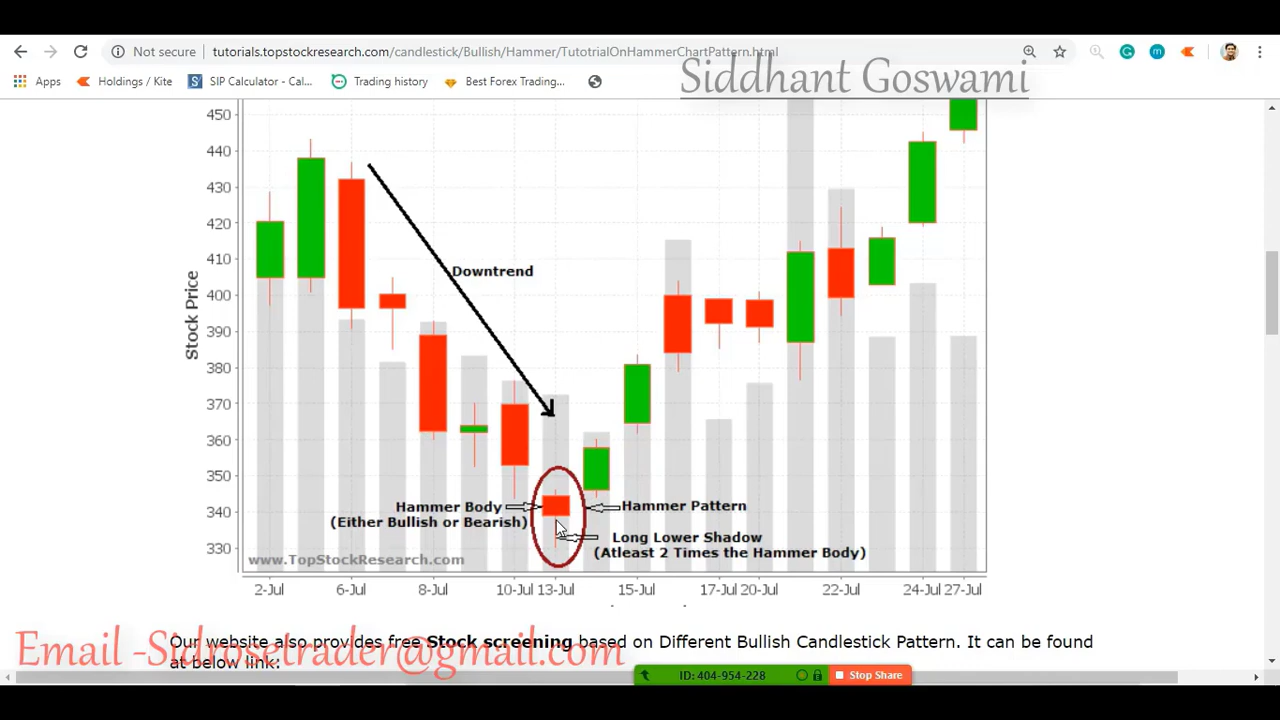 Not secure
tutorials.topstockresearch.com/candlestick/Bullish/Hammer/TutotrialOnHammerChartPattern.html
Apps
Holdings / Kite
SIP Calculator - Cal...
Trading history
Best Forex Trading...
Siddhant Goswami
450
440
430
420
410
400
390
380
370
360
350
340
330
Stock Price
Downtrend
Hammer Body
(Either Bullish or Bearish)
Hammer Pattern
Long Lower Shadow
(Atleast 2 Times the Hammer Body)
www.TopStockResearch.com
2-Jul 6-Jul 8-Jul 10-Jul 13-Jul 15-Jul 17-Jul 20-Jul 22-Jul 24-Jul 27-Jul
Our website also provides free Stock screening based on Different Bullish Candlestick Pattern. It can be found
at below link:
Email -Sidrosetrader@gmail.com
ID: 404-954-228
Stop Share